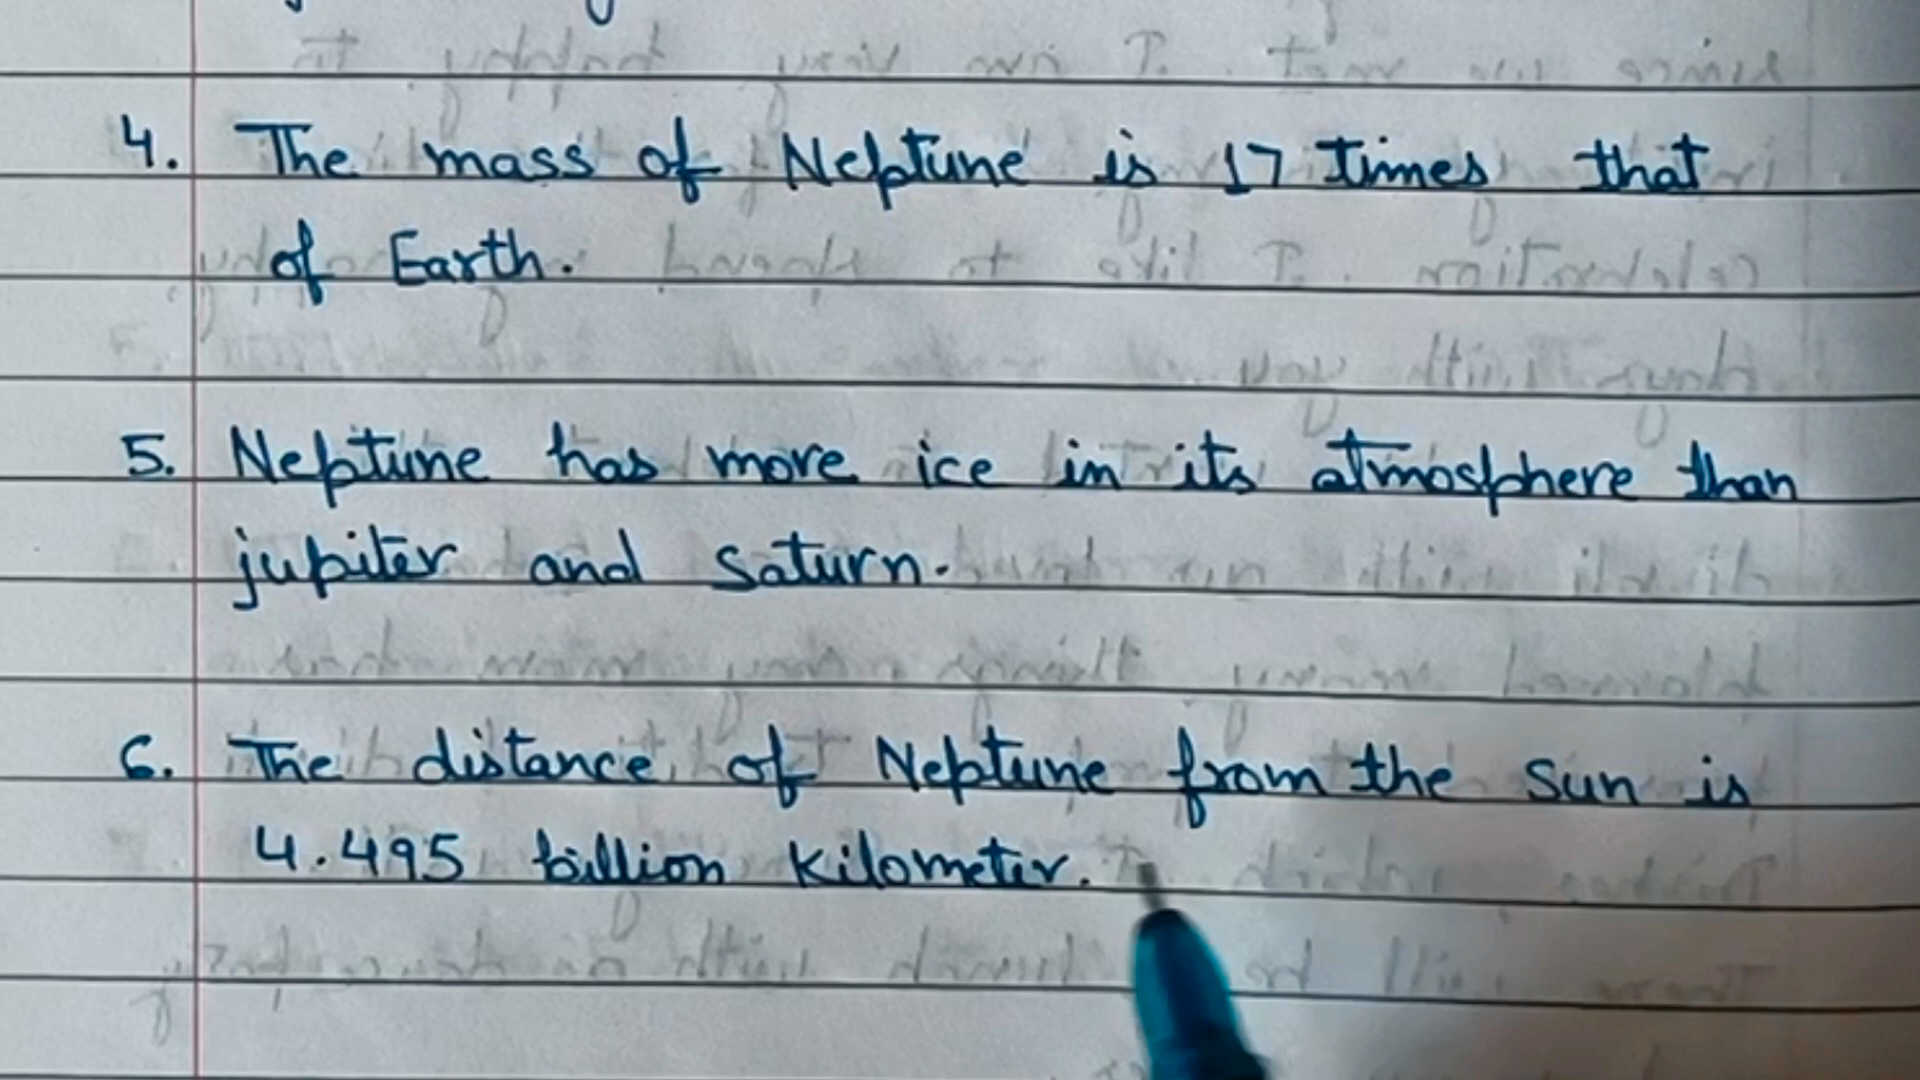 4. The mass of Neptune is 17 times that
of Earth.
5. Neptune has more ice in its atmosphere than
jupiter and saturn.
6. The distance of Neptune from the sun is
4.495 billion kilometer.